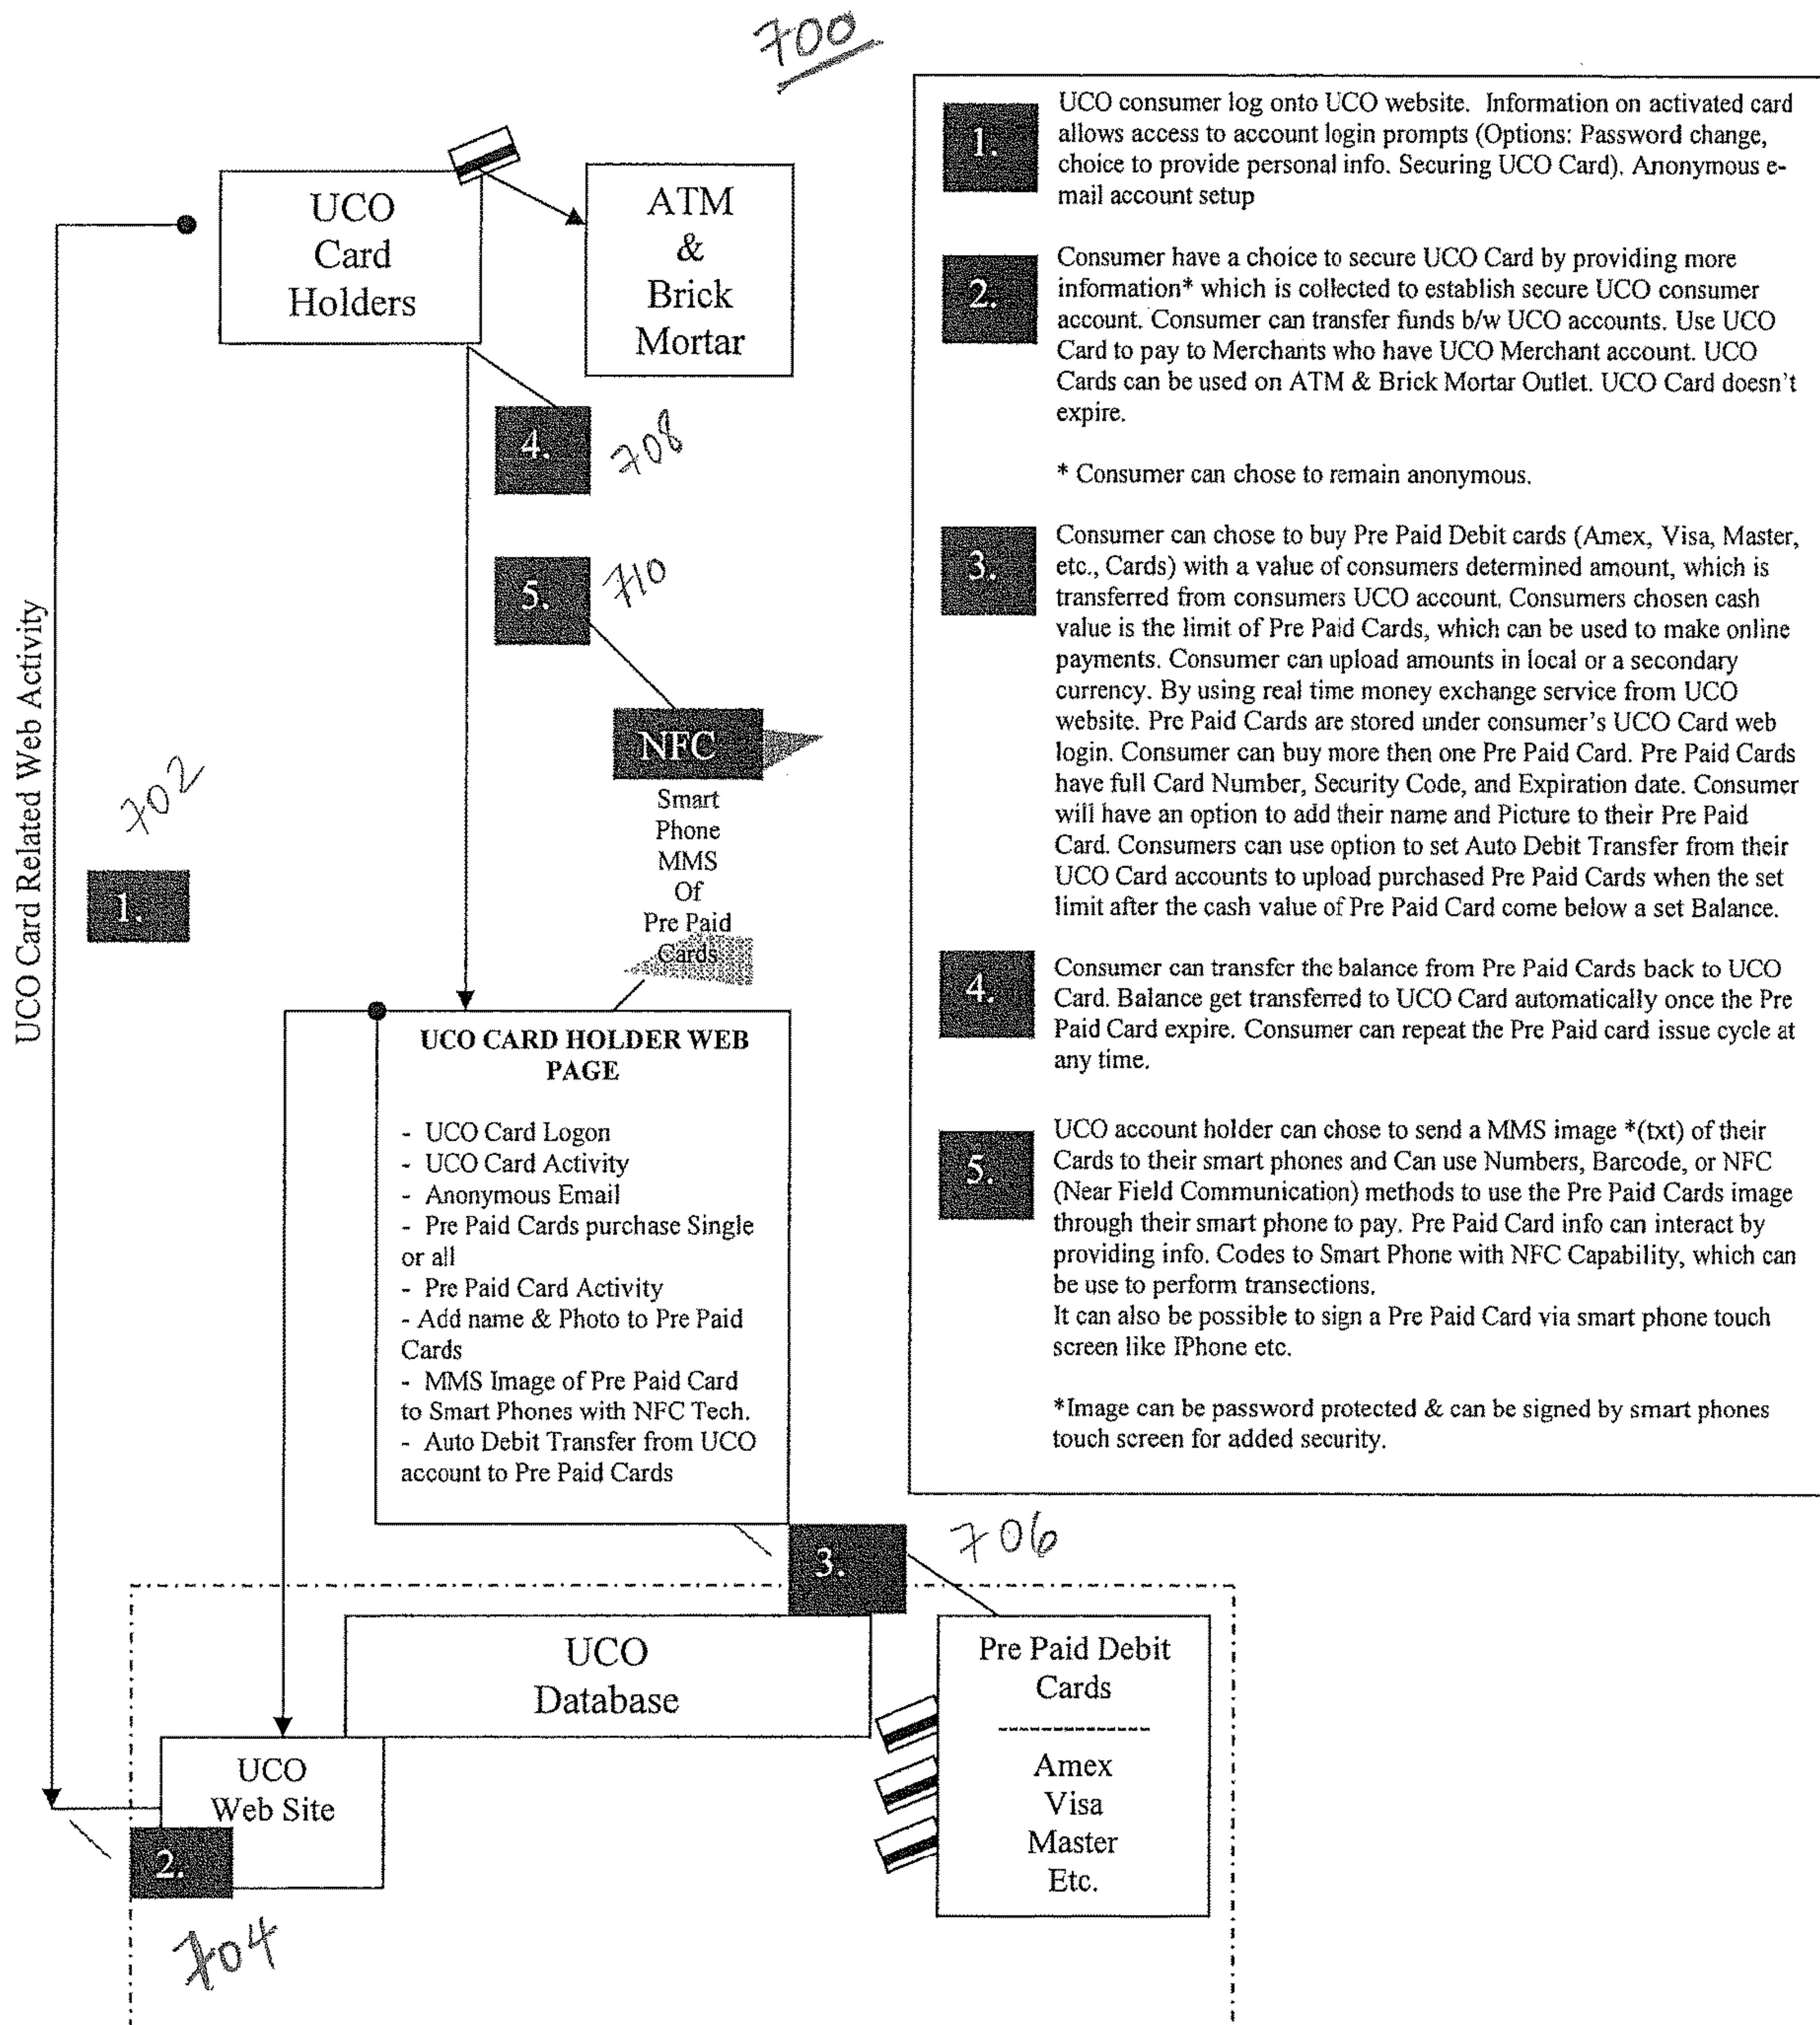 700
UCO
Card
Holders
ATM
&
Brick
Mortar
4.
708
5.
710
NFC
Smart
Phone
MMS
Of
Pre Paid
Cards
UCO Card Related Web Activity
702
1.
UCO CARD HOLDER WEB
PAGE
- UCO Card Logon
- UCO Card Activity
- Anonymous Email
- Pre Paid Cards purchase Single
or all
- Pre Paid Card Activity
- Add name & Photo to Pre Paid
Cards
- MMS Image of Pre Paid Card
to Smart Phones with NFC Tech.
- Auto Debit Transfer from UCO
account to Pre Paid Cards
3.
706
UCO
Database
UCO
Web Site
2.
704
Pre Paid Debit
Cards
---------------
Amex
Visa
Master
Etc.
1.
UCO consumer log onto UCO website. Information on activated card
allows access to account login prompts (Options: Password change,
choice to provide personal info. Securing UCO Card). Anonymous e-
mail account setup
2.
Consumer have a choice to secure UCO Card by providing more
information* which is collected to establish secure UCO consumer
account. Consumer can transfer funds b/w UCO accounts. Use UCO
Card to pay to Merchants who have UCO Merchant account. UCO
Cards can be used on ATM & Brick Mortar Outlet. UCO Card doesn't
expire.
* Consumer can chose to remain anonymous.
3.
Consumer can chose to buy Pre Paid Debit cards (Amex, Visa, Master,
etc., Cards) with a value of consumers determined amount, which is
transferred from consumers UCO account. Consumers chosen cash
value is the limit of Pre Paid Cards, which can be used to make online
payments. Consumer can upload amounts in local or a secondary
currency. By using real time money exchange service from UCO
website. Pre Paid Cards are stored under consumer's UCO Card web
login. Consumer can buy more then one Pre Paid Card. Pre Paid Cards
have full Card Number, Security Code, and Expiration date. Consumer
will have an option to add their name and Picture to their Pre Paid
Card. Consumers can use option to set Auto Debit Transfer from their
UCO Card accounts to upload purchased Pre Paid Cards when the set
limit after the cash value of Pre Paid Card come below a set Balance.
4.
Consumer can transfer the balance from Pre Paid Cards back to UCO
Card. Balance get transferred to UCO Card automatically once the Pre
Paid Card expire. Consumer can repeat the Pre Paid card issue cycle at
any time.
5.
UCO account holder can chose to send a MMS image *(txt) of their
Cards to their smart phones and Can use Numbers, Barcode, or NFC
(Near Field Communication) methods to use the Pre Paid Cards image
through their smart phone to pay. Pre Paid Card info can interact by
providing info. Codes to Smart Phone with NFC Capability, which can
be use to perform transections.
It can also be possible to sign a Pre Paid Card via smart phone touch
screen like IPhone etc.
*Image can be password protected & can be signed by smart phones
touch screen for added security.